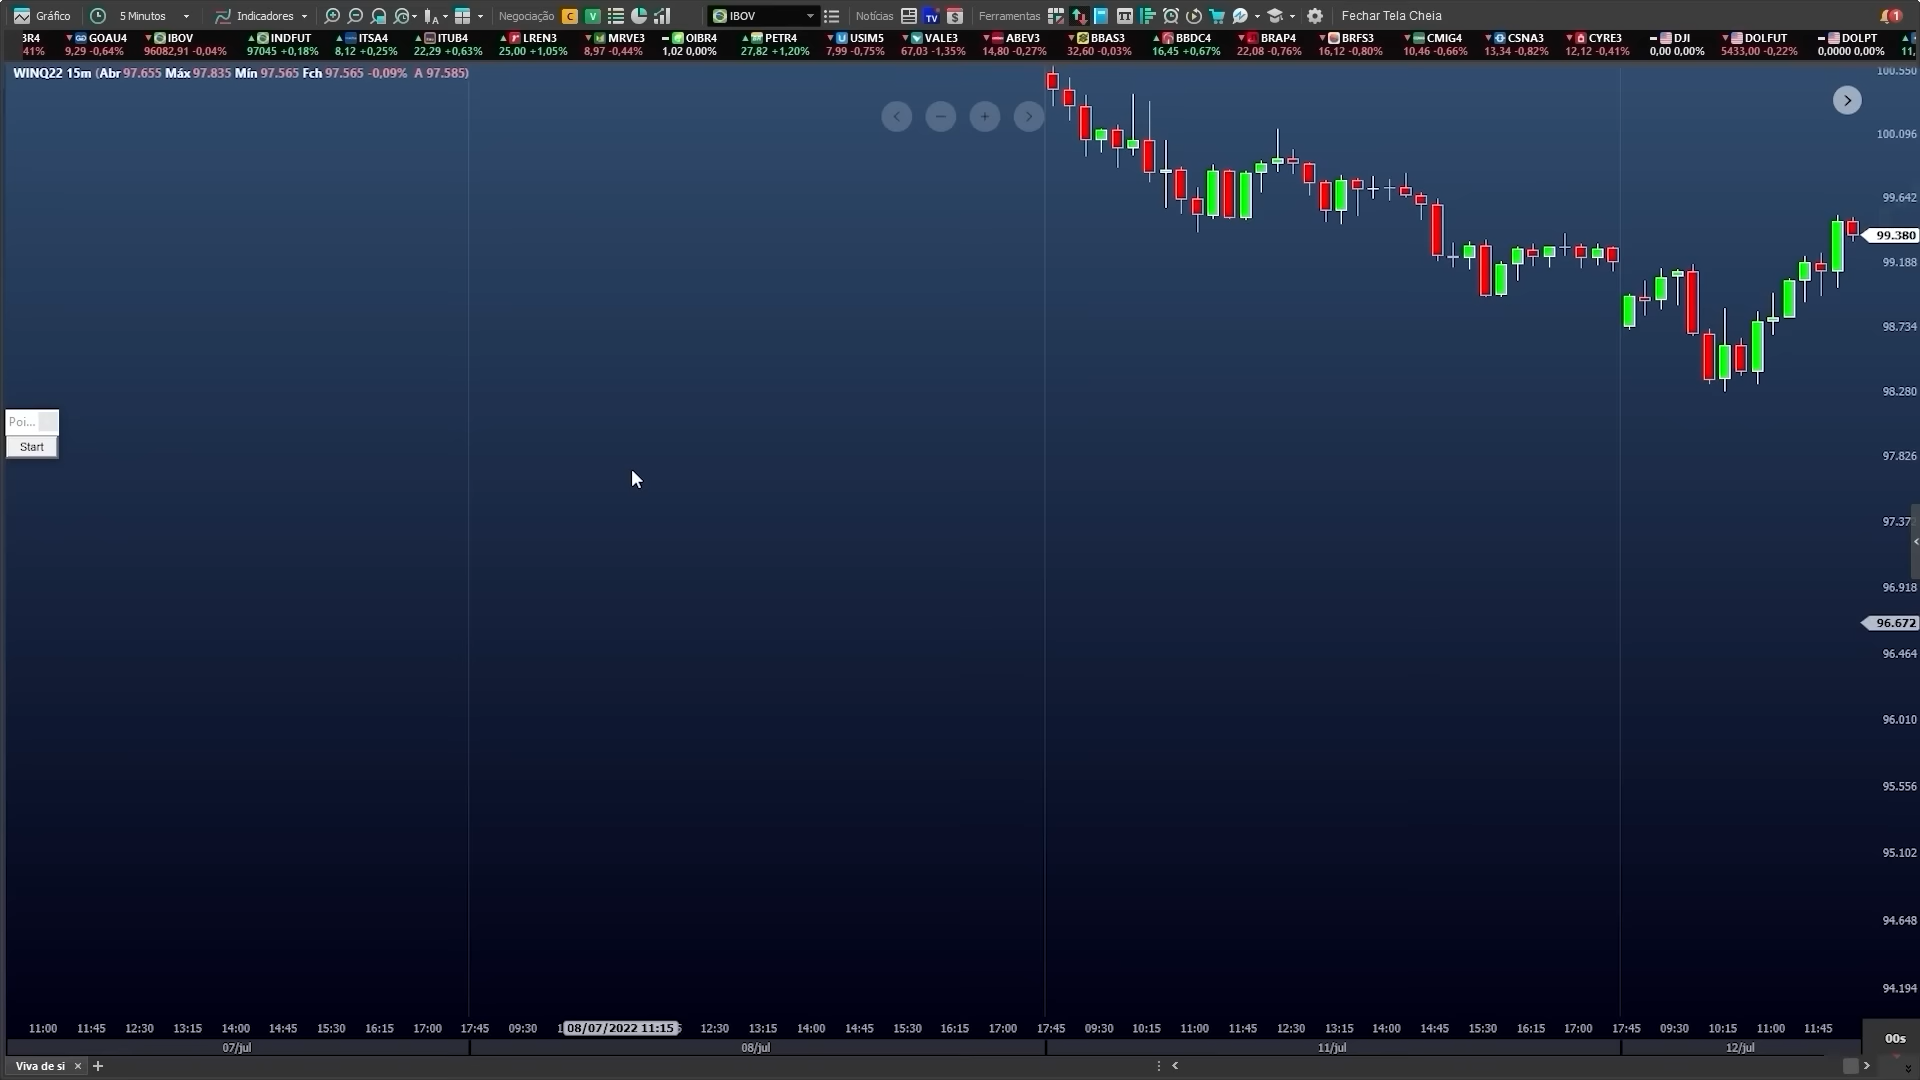 Gráfico 5 Minutos Indicadores Negociação C V IBOV Notícias TV $ Ferramentas Fechar Tela Cheia 1
3R4 GOAU4 IBOV INDFUT ITSA4 ITUB4 LREN3 MRVE3 OIBR4 PETR4 USIM5 VALE3 ABEV3 BBAS3 BBDC4 BRAP4 BRFS3 CMIG4 CSNA3 CYRE3 DJI DOLFUT DOLPT
41% 9,29 -0,64% 96082,91 -0,04% 97045 +0,18% 8,12 +0,25% 22,29 +0,63% 25,00 +1,05% 8,97 -0,44% 1,02 0,00% 27,82 +1,20% 7,99 -0,75% 67,03 -1,35% 14,80 -0,27% 32,60 -0,03% 16,45 +0,67% 22,08 -0,76% 16,12 -0,80% 10,46 -0,66% 13,34 -0,82% 12,12 -0,41% 0,00 0,00% 5433,00 -0,22% 0,0000 0,00% 11,
WINQ22 15m (Abr 97.655 Máx 97.835 Mín 97.565 Fch 97.565 -0,09% A 97.585)
100.550
100.096
99.642
99.380
99.188
98.734
98.280
Poi...
Start
97.826
97.37
96.918
96.672
96.464
96.010
95.556
95.102
94.648
94.194
11:00 11:45 12:30 13:15 14:00 14:45 15:30 16:15 17:00 17:45 09:30 08/07/2022 11:15 12:30 13:15 14:00 14:45 15:30 16:15 17:00 17:45 09:30 10:15 11:00 11:45 12:30 13:15 14:00 14:45 15:30 16:15 17:00 17:45 09:30 10:15 11:00 11:45
00s
07/jul 08/jul 11/jul 12/jul
Viva de si × +